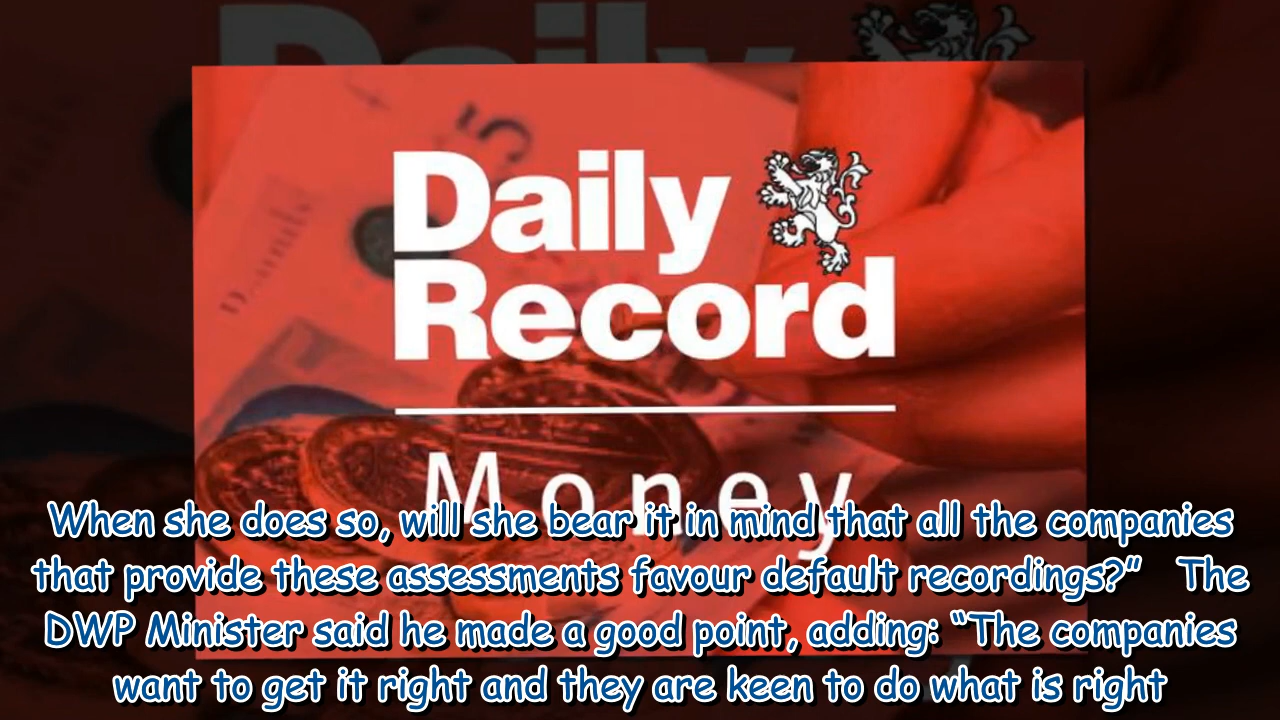 Daily
Daily
Record
Money
When she does so, will she bear it in mind that all the companies
that provide these assessments favour default recordings?” The
DWP Minister said he made a good point, adding: “The companies
want to get it right and they are keen to do what is right